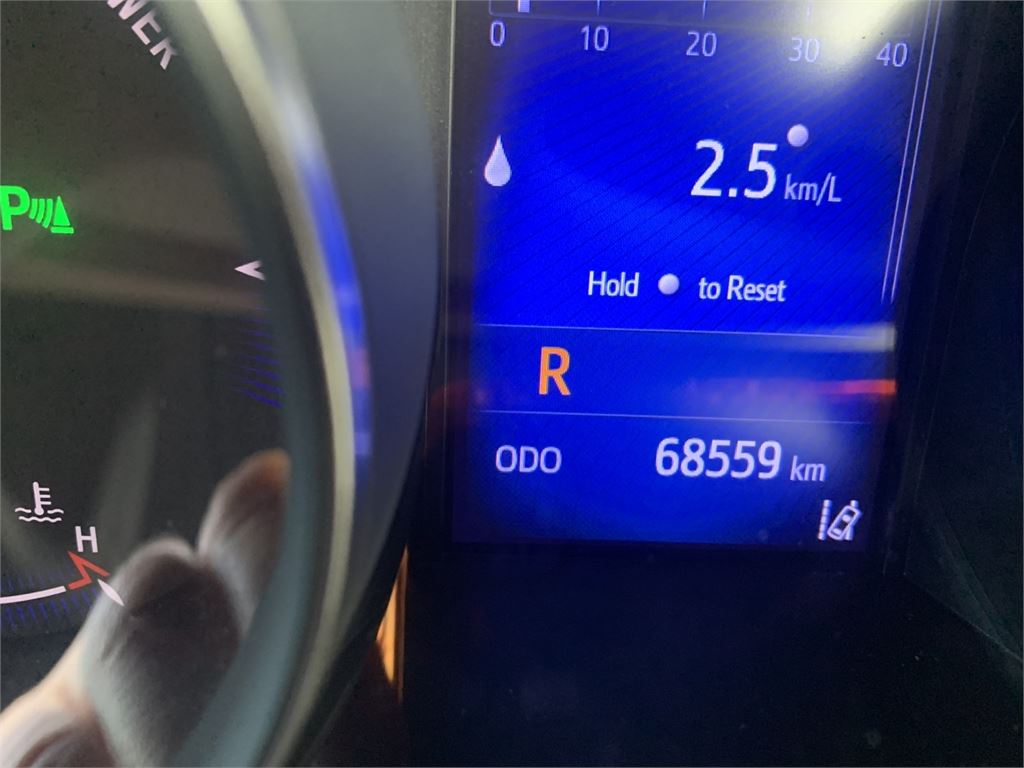 0 10 20 30 40
2.5 km/L
P
Hold to Reset
R
ODO 68559 km
H